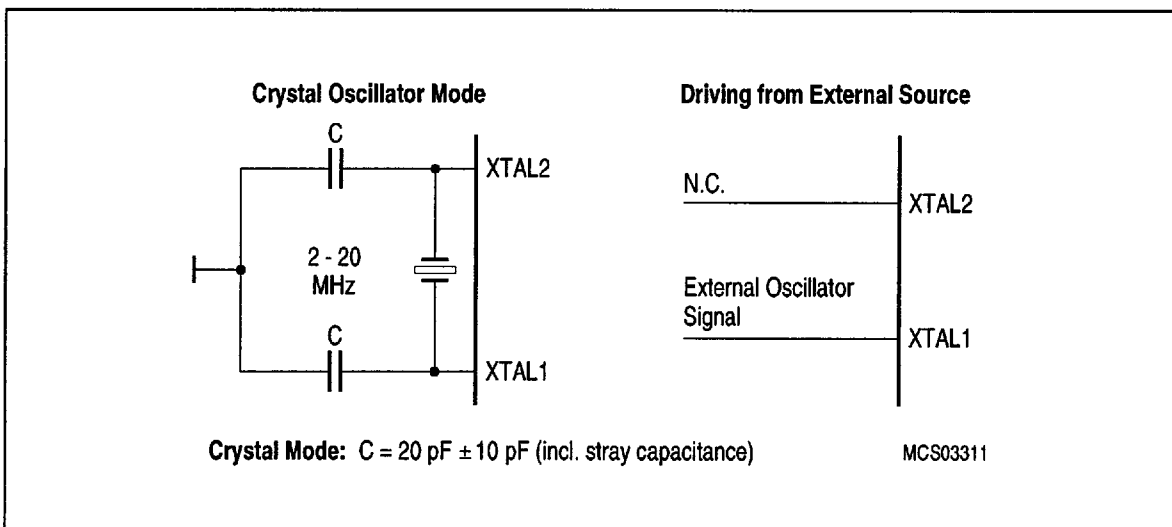 Crystal Oscillator Mode
C
XTAL2
2 - 20
MHz
C
XTAL1
Driving from External Source
N.C.
XTAL2
External Oscillator
Signal
XTAL1
Crystal Mode: C = 20 pF ± 10 pF (incl. stray capacitance)
MCS03311